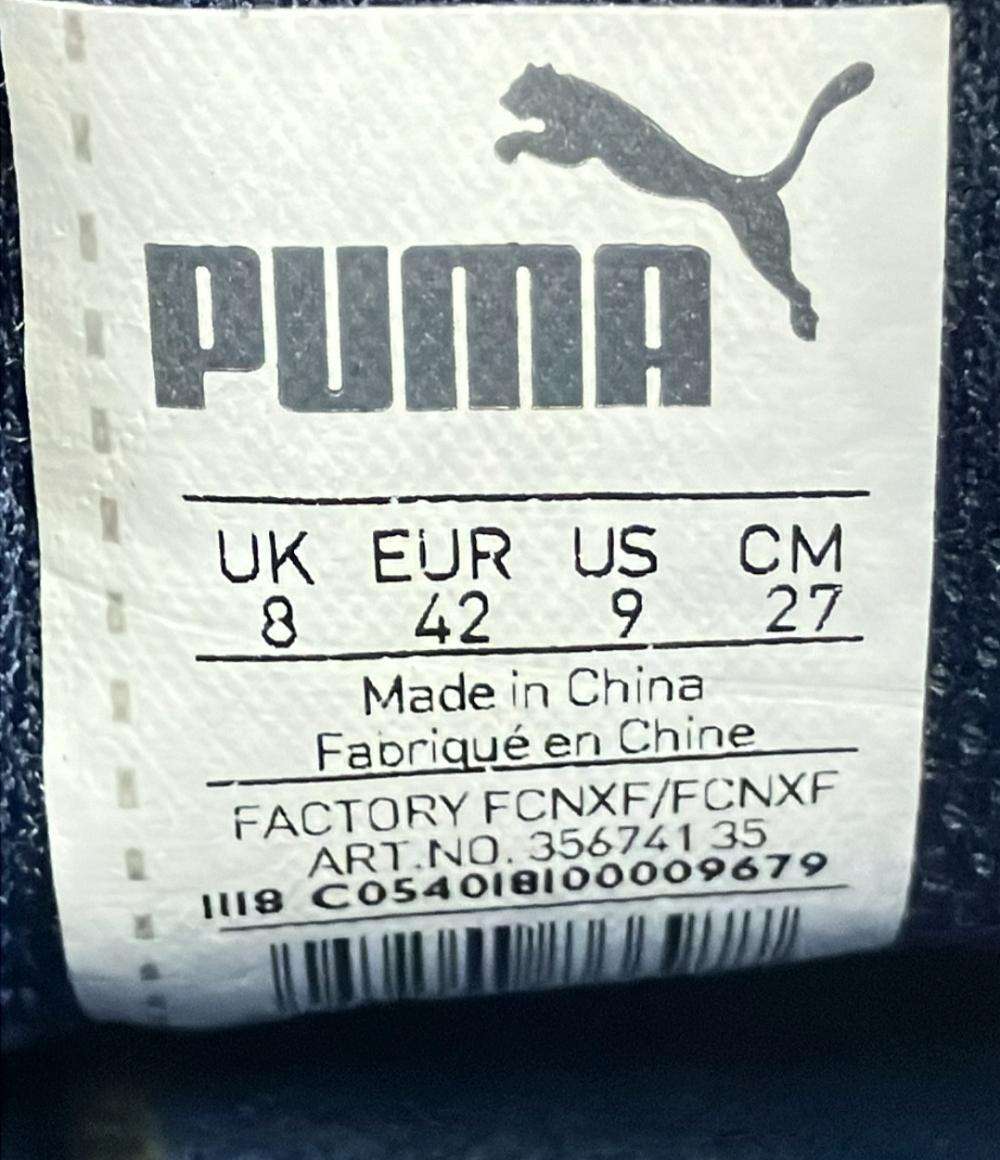 PUMA
UK EUR US CM
8 42 9 27
Made in China
Fabriqué en Chine
FACTORY FCNXF/FCNXF
ART.NO. 356741 35
1118 C054018100009679